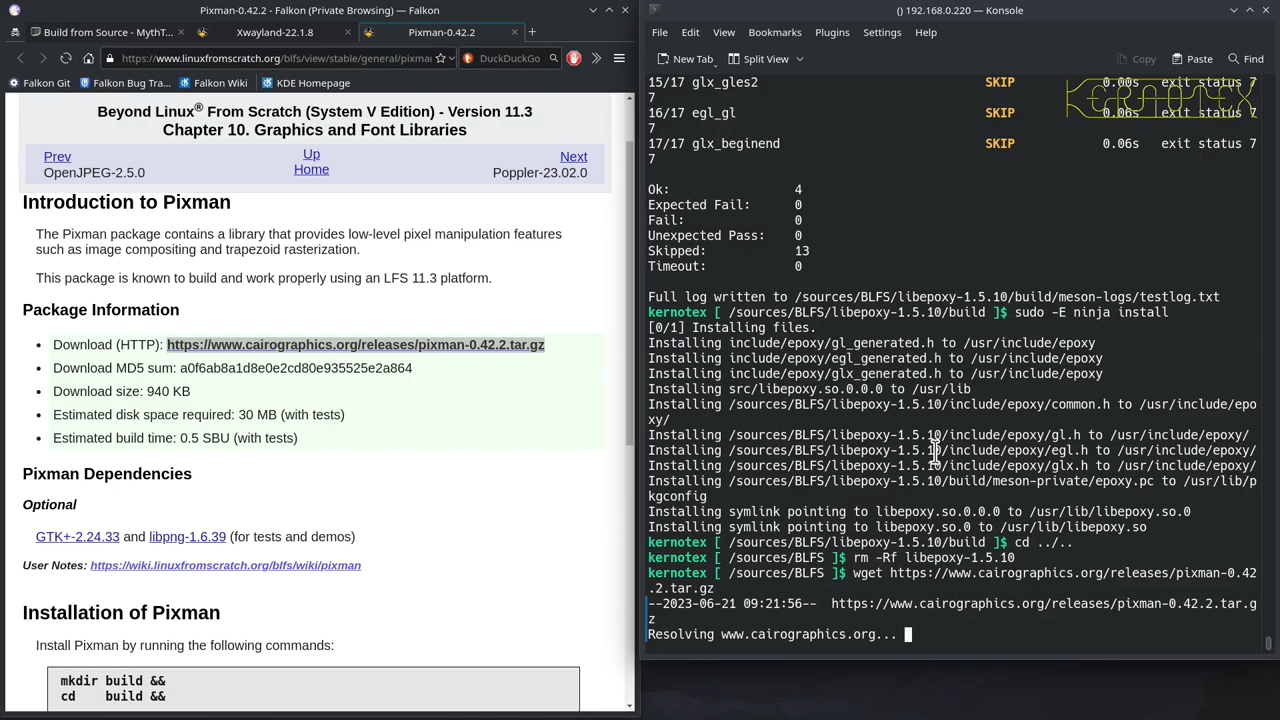 Pixman-0.42.2 - Falkon (Private Browsing) — Falkon
Build from Source - MythT...
Xwayland-22.1.8
Pixman-0.42.2
https://www.linuxfromscratch.org/blfs/view/stable/general/pixma
DuckDuckGo
Falkon Git
Falkon Bug Tra...
Falkon Wiki
KDE Homepage
Beyond Linux® From Scratch (System V Edition) - Version 11.3
Chapter 10. Graphics and Font Libraries
Prev
Up
Next
OpenJPEG-2.5.0
Home
Poppler-23.02.0
Introduction to Pixman
The Pixman package contains a library that provides low-level pixel manipulation features
such as image compositing and trapezoid rasterization.
This package is known to build and work properly using an LFS 11.3 platform.
Package Information
Download (HTTP): https://www.cairographics.org/releases/pixman-0.42.2.tar.gz
Download MD5 sum: a0f6ab8a1d8e0e2cd80e935525e2a864
Download size: 940 KB
Estimated disk space required: 30 MB (with tests)
Estimated build time: 0.5 SBU (with tests)
Pixman Dependencies
Optional
GTK+-2.24.33 and libpng-1.6.39 (for tests and demos)
User Notes: https://wiki.linuxfromscratch.org/blfs/wiki/pixman
Installation of Pixman
Install Pixman by running the following commands:
mkdir build &&
cd    build &&
() 192.168.0.220 — Konsole
File Edit View Bookmarks Plugins Settings Help
New Tab
Split View
Copy
Paste
Find
KERNOTEX
15/17 glx_gles2 SKIP 0.00s exit status 7
7
16/17 egl_gl SKIP 0.06s exit status 7
7
17/17 glx_beginend SKIP 0.06s exit status 7
7
Ok: 4
Expected Fail: 0
Fail: 0
Unexpected Pass: 0
Skipped: 13
Timeout: 0
Full log written to /sources/BLFS/libepoxy-1.5.10/build/meson-logs/testlog.txt
kernotex [ /sources/BLFS/libepoxy-1.5.10/build ]$ sudo -E ninja install
[0/1] Installing files.
Installing include/epoxy/gl_generated.h to /usr/include/epoxy
Installing include/epoxy/egl_generated.h to /usr/include/epoxy
Installing include/epoxy/glx_generated.h to /usr/include/epoxy
Installing src/libepoxy.so.0.0.0 to /usr/lib
Installing /sources/BLFS/libepoxy-1.5.10/include/epoxy/common.h to /usr/include/epo
xy/
Installing /sources/BLFS/libepoxy-1.5.10/include/epoxy/gl.h to /usr/include/epoxy/
Installing /sources/BLFS/libepoxy-1.5.10/include/epoxy/egl.h to /usr/include/epoxy/
Installing /sources/BLFS/libepoxy-1.5.10/include/epoxy/glx.h to /usr/include/epoxy/
Installing /sources/BLFS/libepoxy-1.5.10/build/meson-private/epoxy.pc to /usr/lib/p
kgconfig
Installing symlink pointing to libepoxy.so.0.0.0 to /usr/lib/libepoxy.so.0
Installing symlink pointing to libepoxy.so.0 to /usr/lib/libepoxy.so
kernotex [ /sources/BLFS/libepoxy-1.5.10/build ]$ cd ../..
kernotex [ /sources/BLFS ]$ rm -Rf libepoxy-1.5.10
kernotex [ /sources/BLFS ]$ wget https://www.cairographics.org/releases/pixman-0.42
.2.tar.gz
--2023-06-21 09:21:56--  https://www.cairographics.org/releases/pixman-0.42.2.tar.g
z
Resolving www.cairographics.org...